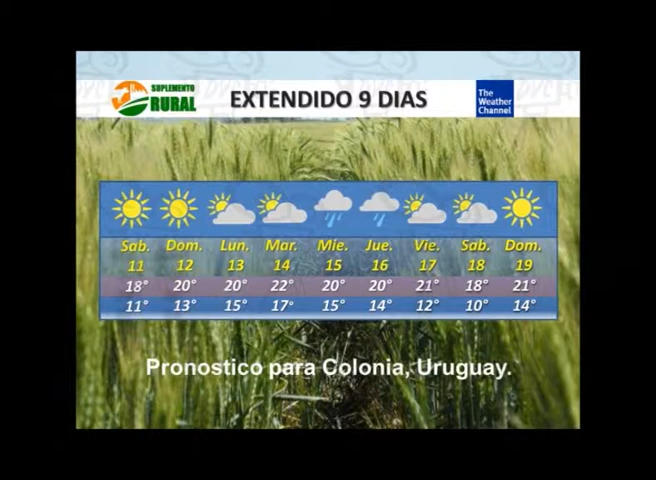 SUPLEMENTO
RURAL
EXTENDIDO 9 DIAS
The
Weather
Channel
Sab. Dom. Lun. Mar. Mie. Jue. Vie. Sab. Dom.
11 12 13 14 15 16 17 18 19
18° 20° 20° 22° 20° 20° 21° 18° 21°
11° 13° 15° 17° 15° 14° 12° 10° 14°
Pronostico para Colonia, Uruguay.